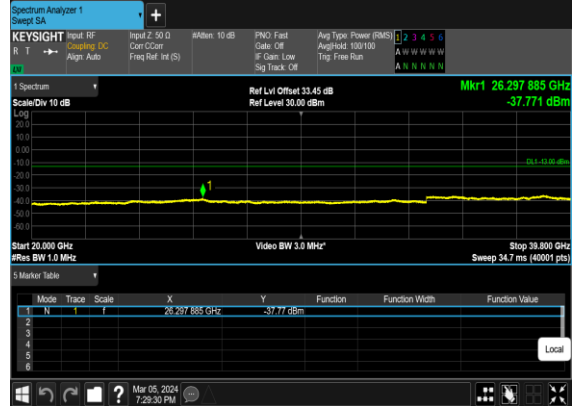 Spectrum Analyzer 1
Swept SA
+
KEYSIGHT Input: RF Input Z: 50 Ω #Atten: 10 dB PNO: Fast Avg Type: Power (RMS) 1 2 3 4 5 6
R T Coupling: DC Corr CCorr Gate: Off Avg|Hold: 100/100 A W W W W W
Align: Auto Freq Ref: Int (S) IF Gain: Low Trig: Free Run
Sig Track: Off A N N N N N
1 Spectrum Ref Lvl Offset 33.45 dB Mkr1 26.297 885 GHz
Scale/Div 10 dB Ref Level 30.00 dBm -37.771 dBm
Log
20.0
10.0
0.00
-10.0 DL1 -13.00 dBm
-20.0
-30.0 1
-40.0
-50.0
-60.0
Start 20.000 GHz Video BW 3.0 MHz* Stop 39.800 GHz
#Res BW 1.0 MHz Sweep 34.7 ms (40001 pts)
5 Marker Table
Mode Trace Scale X Y Function Function Width Function Value
1 N 1 f 26.297 885 GHz -37.77 dBm
2
3
4
5
6
Local
? Mar 05, 2024
7:29:30 PM